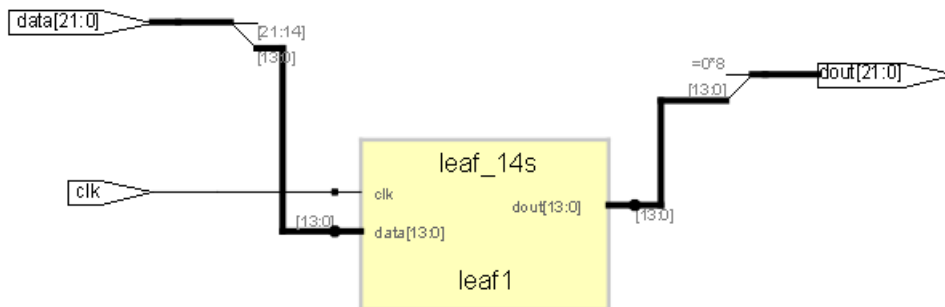 data[21:0]
[21:14]
[13:0]
=0*8
[13:0]
dout[21:0]
leaf_14s
clk
clk
dout[13:0]
[13:0]
[13:0]
data[13:0]
leaf1